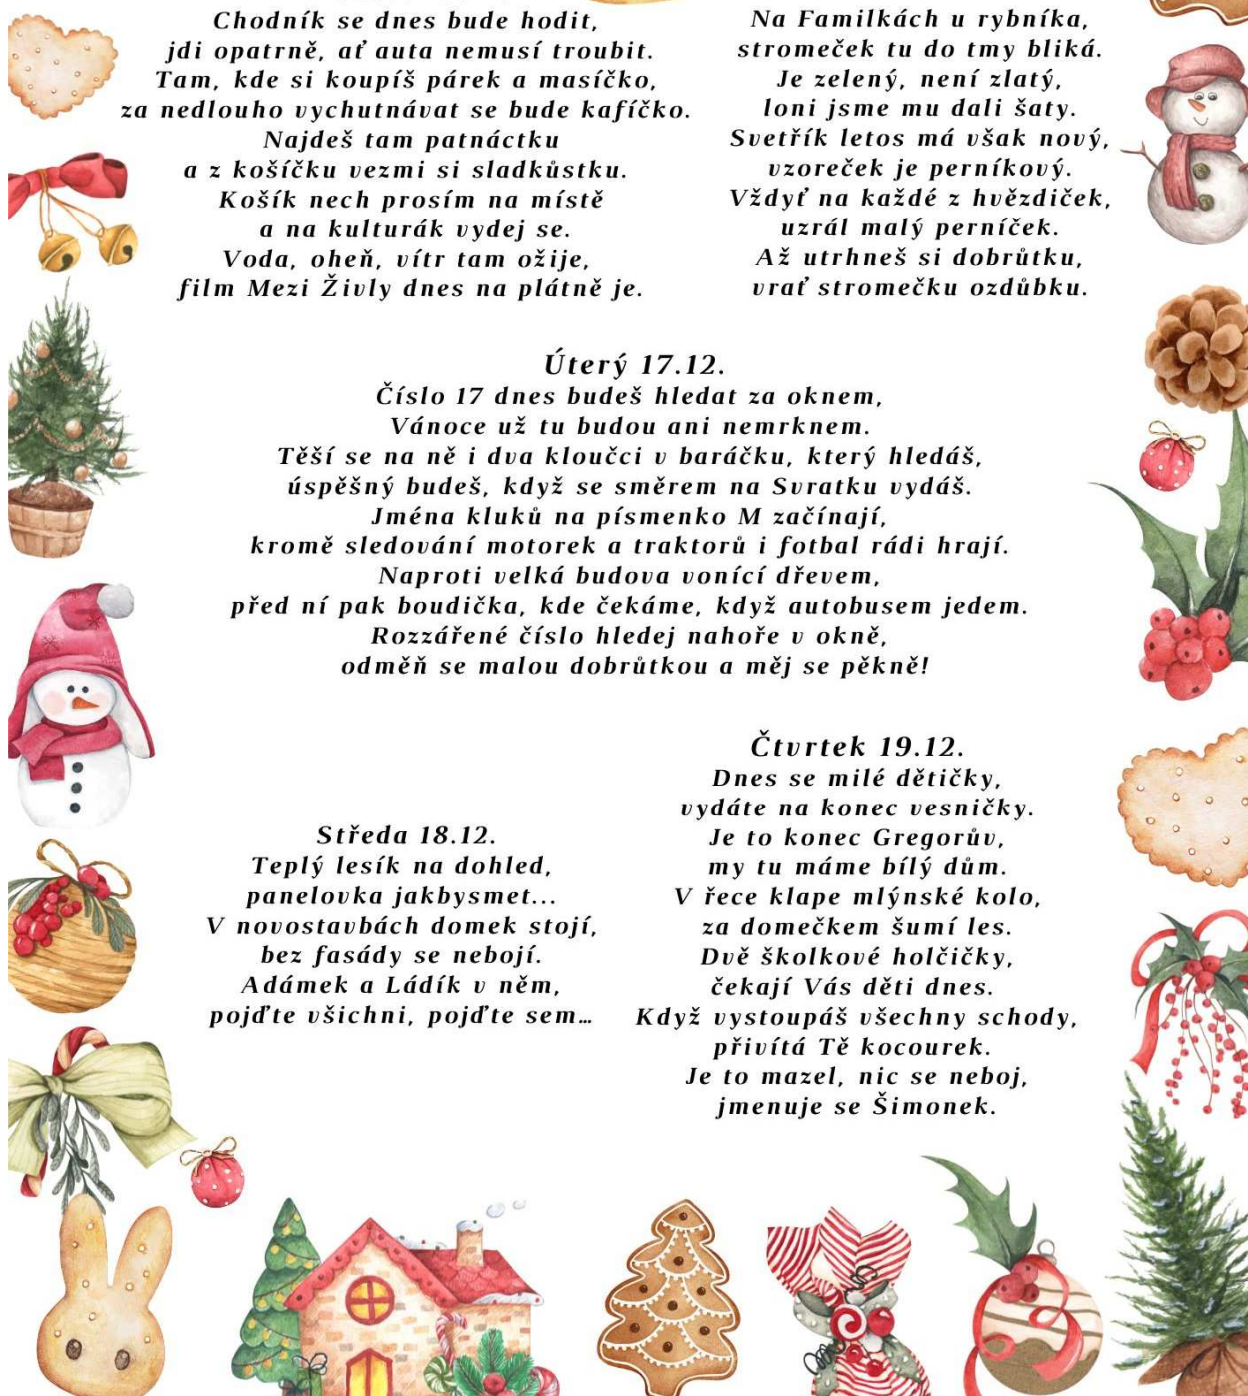 Chodník se dnes bude hodit,
jdi opatrně, ať auta nemusí troubit.
Tam, kde si koupíš párek a masíčko,
za nedlouho vychutnávat se bude kafíčko.
Najdeš tam patnáctku
a z košíčku vezmi si sladkůstku.
Košík nech prosím na místě
a na kulturák vydej se.
Voda, oheň, vítr tam ožije,
film Mezi Živly dnes na plátně je.
Na Familkách u rybníka,
stromeček tu do tmy bliká.
Je zelený, není zlatý,
loni jsme mu dali šaty.
Svetřík letos má však nový,
vzoreček je perníkový.
Vždyť na každé z hvězdiček,
uzrál malý perníček.
Až utrhneš si dobrůtku,
vrať stromečku ozdůbku.
Úterý 17.12.
Číslo 17 dnes budeš hledat za oknem,
Vánoce už tu budou ani nemrknem.
Těší se na ně i dva kloučci v baráčku, který hledáš,
úspěšný budeš, když se směrem na Svratku vydáš.
Jména kluků na písmenko M začínají,
kromě sledování motorek a traktorů i fotbal rádi hrají.
Naproti velká budova vonící dřevem,
před ní pak boudička, kde čekáme, když autobusem jedem.
Rozzářené číslo hledej nahoře v okně,
odměň se malou dobrůtkou a měj se pěkně!
Středa 18.12.
Teplý lesík na dohled,
panelovka jakbysmet...
V novostavbách domek stojí,
bez fasády se nebojí.
Adámek a Ládík v něm,
pojďte všichni, pojďte sem...
Čtvrtek 19.12.
Dnes se milé dětičky,
vydáte na konec vesničky.
Je to konec Gregorův,
my tu máme bílý dům.
V řece klape mlýnské kolo,
za domečkem šumí les.
Dvě školkové holčičky,
čekají Vás děti dnes.
Když vystoupáš všechny schody,
přivítá Tě kocourek.
Je to mazel, nic se neboj,
jmenuje se Šimonek.